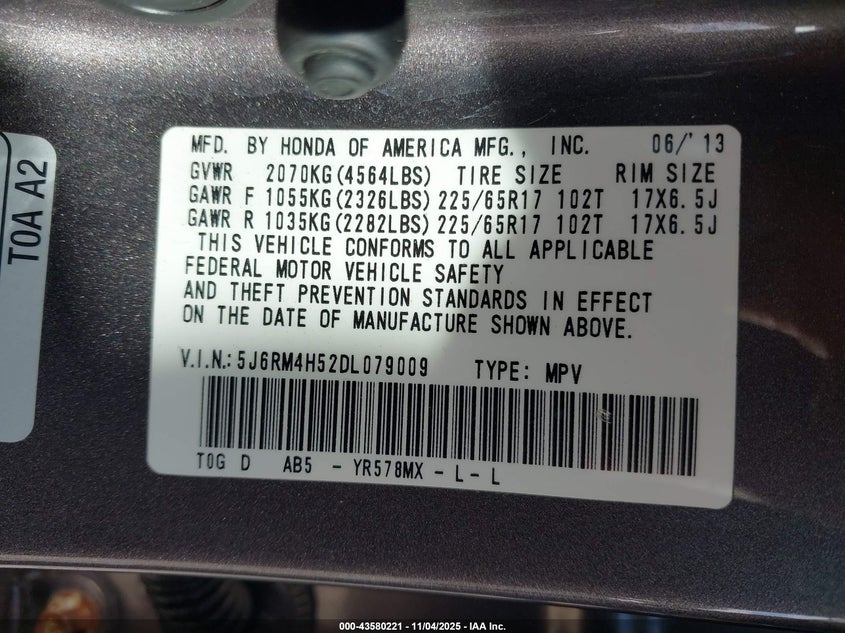 MFD. BY HONDA OF AMERICA MFG., INC. 06/'13
GVWR 2070KG(4564LBS) TIRE SIZE RIM SIZE
GAWR F 1055KG(2326LBS) 225/65R17 102T 17X6.5J
GAWR R 1035KG(2282LBS) 225/65R17 102T 17X6.5J
THIS VEHICLE CONFORMS TO ALL APPLICABLE
FEDERAL MOTOR VEHICLE SAFETY
AND THEFT PREVENTION STANDARDS IN EFFECT
ON THE DATE OF MANUFACTURE SHOWN ABOVE.
V.I.N.: 5J6RM4H52DL079009 TYPE: MPV
T0G D AB5 - YR578MX - L - L
T0A A2
000-43580221 - 11/04/2025 - IAA Inc.